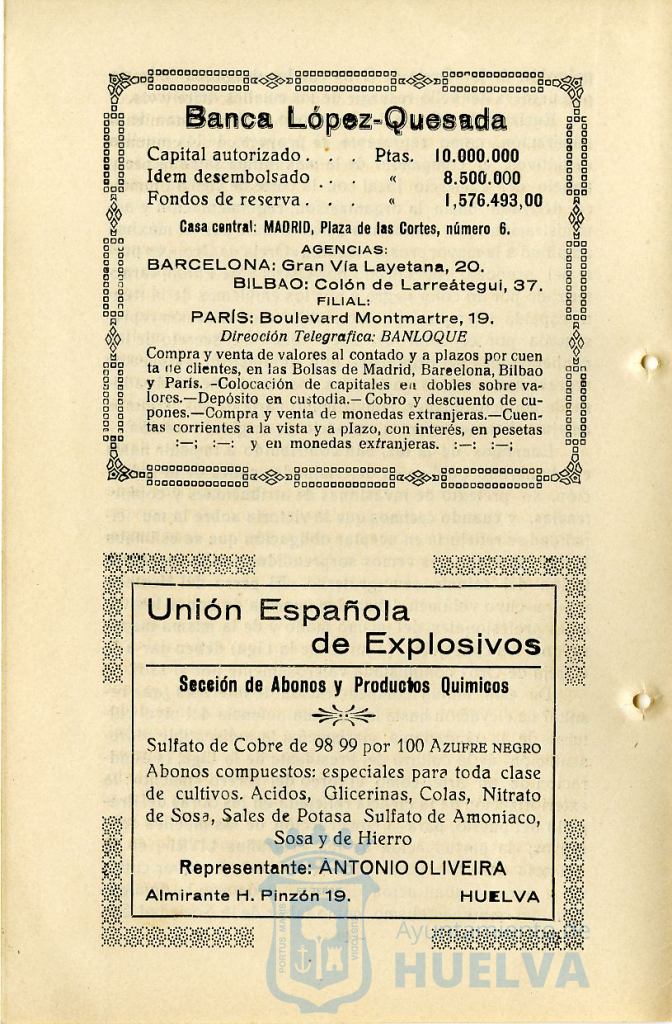 Banca López-Quesada
Capital autorizado . . . Ptas. 10.000.000
Idem desembolsado . . « 8.500.000
Fondos de reserva . . . « 1,576.493,00
Casa central: MADRID, Plaza de las Cortes, número 6.
AGENCIAS:
BARCELONA: Gran Vía Layetana, 20.
BILBAO: Colón de Larreátegui, 37.
FILIAL:
PARÍS: Boulevard Montmartre, 19.
Dirección Telegrafica: BANLOQUE
Compra y venta de valores al contado y a plazos por cuen
ta de clientes, en las Bolsas de Madrid, Barcelona, Bilbao
y París. -Colocación de capitales en dobles sobre va-
lores.—Depósito en custodia.—Cobro y descuento de cu-
pones.—Compra y venta de monedas extranjeras.—Cuen-
tas corrientes a la vista y a plazo, con interés, en pesetas
:—; :—: y en monedas extranjeras. :—: :—;
Unión Española
de Explosivos
Sección de Abonos y Productos Quimicos
Sulfato de Cobre de 98 99 por 100 AZUFRE NEGRO
Abonos compuestos: especiales para toda clase
de cultivos. Acidos, Glicerinas, Colas, Nitrato
de Sosa, Sales de Potasa Sulfato de Amoniaco,
Sosa y de Hierro
Representante: ANTONIO OLIVEIRA
Almirante H. Pinzón 19. HUELVA
PORTUS MARIS
CUSTODIA
Ayuntamiento de
HUELVA